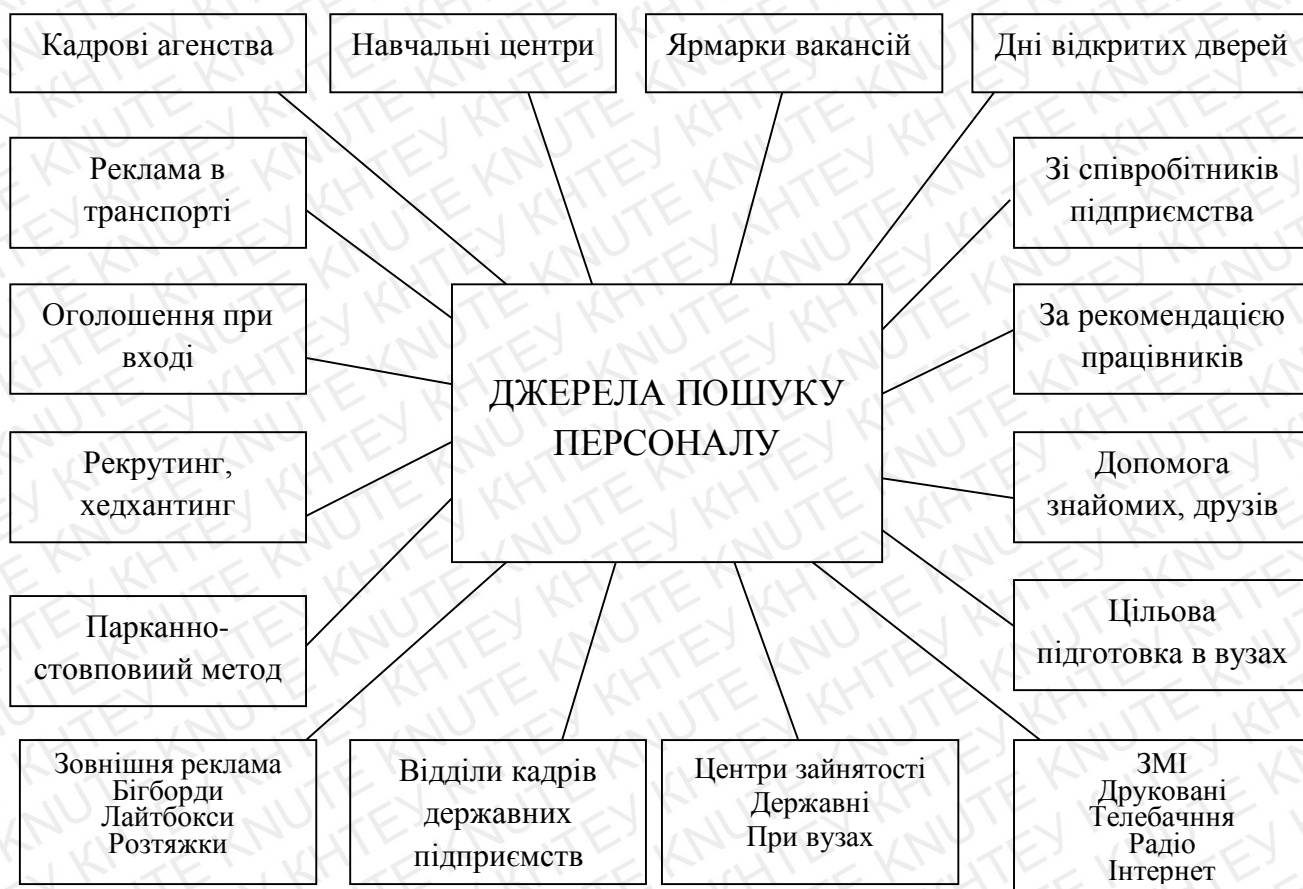 Кадрові агенства
Навчальні центри
Ярмарки вакансій
Дні відкритих дверей
Реклама в
транспорті
Зі співробітників
підприємства
Оголошення при
вході
ДЖЕРЕЛА ПОШУКУ
ПЕРСОНАЛУ
За рекомендацією
працівників
Рекрутинг,
хедхантинг
Допомога
знайомих, друзів
Парканно-
стовповиий метод
Цільова
підготовка в вузах
Зовнішня реклама
Бігборди
Лайтбокси
Розтяжки
Відділи кадрів
державних
підприємств
Центри зайнятості
Державні
При вузах
ЗМІ
Друковані
Телебачння
Радіо
Інтернет